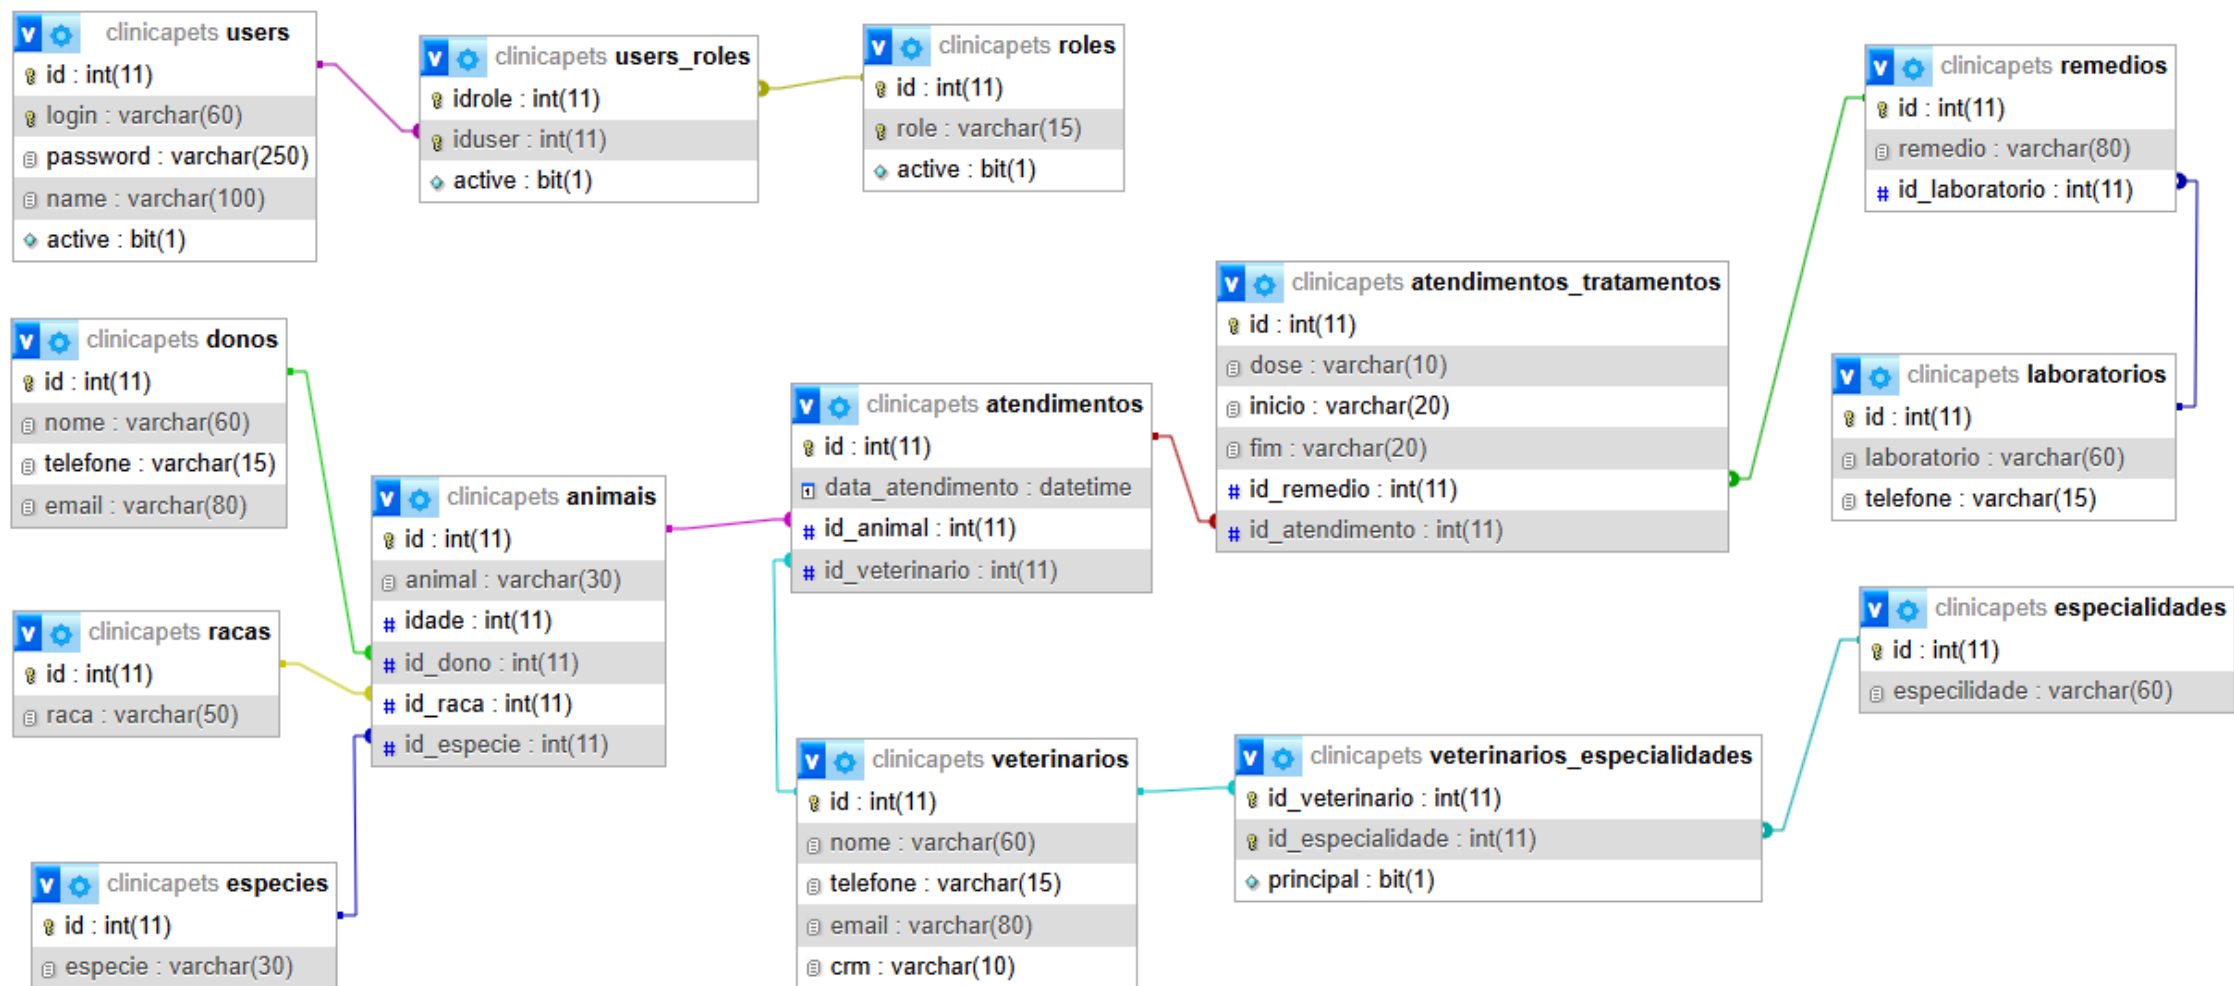 v clinicapets users
id : int(11)
login : varchar(60)
password : varchar(250)
name : varchar(100)
active : bit(1)
v clinicapets users_roles
idrole : int(11)
iduser : int(11)
active : bit(1)
v clinicapets roles
id : int(11)
role : varchar(15)
active : bit(1)
v clinicapets remedios
id : int(11)
remedio : varchar(80)
# id_laboratorio : int(11)
v clinicapets donos
id : int(11)
nome : varchar(60)
telefone : varchar(15)
email : varchar(80)
v clinicapets animais
id : int(11)
animal : varchar(30)
# idade : int(11)
# id_dono : int(11)
# id_raca : int(11)
# id_especie : int(11)
v clinicapets atendimentos
id : int(11)
data_atendimento : datetime
# id_animal : int(11)
# id_veterinario : int(11)
v clinicapets atendimentos_tratamentos
id : int(11)
dose : varchar(10)
inicio : varchar(20)
fim : varchar(20)
# id_remedio : int(11)
# id_atendimento : int(11)
v clinicapets laboratorios
id : int(11)
laboratorio : varchar(60)
telefone : varchar(15)
v clinicapets racas
id : int(11)
raca : varchar(50)
v clinicapets especies
id : int(11)
especie : varchar(30)
v clinicapets veterinarios
id : int(11)
nome : varchar(60)
telefone : varchar(15)
email : varchar(80)
crm : varchar(10)
v clinicapets veterinarios_especialidades
id_veterinario : int(11)
id_especialidade : int(11)
principal : bit(1)
v clinicapets especialidades
id : int(11)
especilidade : varchar(60)